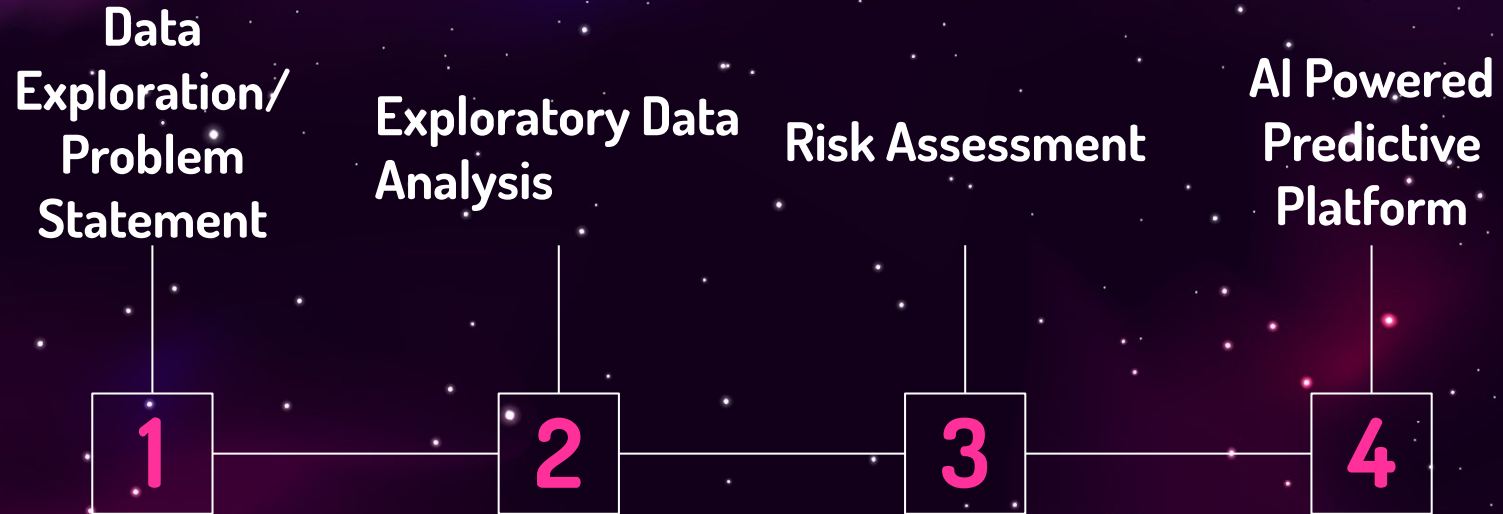 Data
Exploration/
Problem
Statement
Exploratory Data
Analysis
Risk Assessment
AI Powered
Predictive
Platform
1
2
3
4